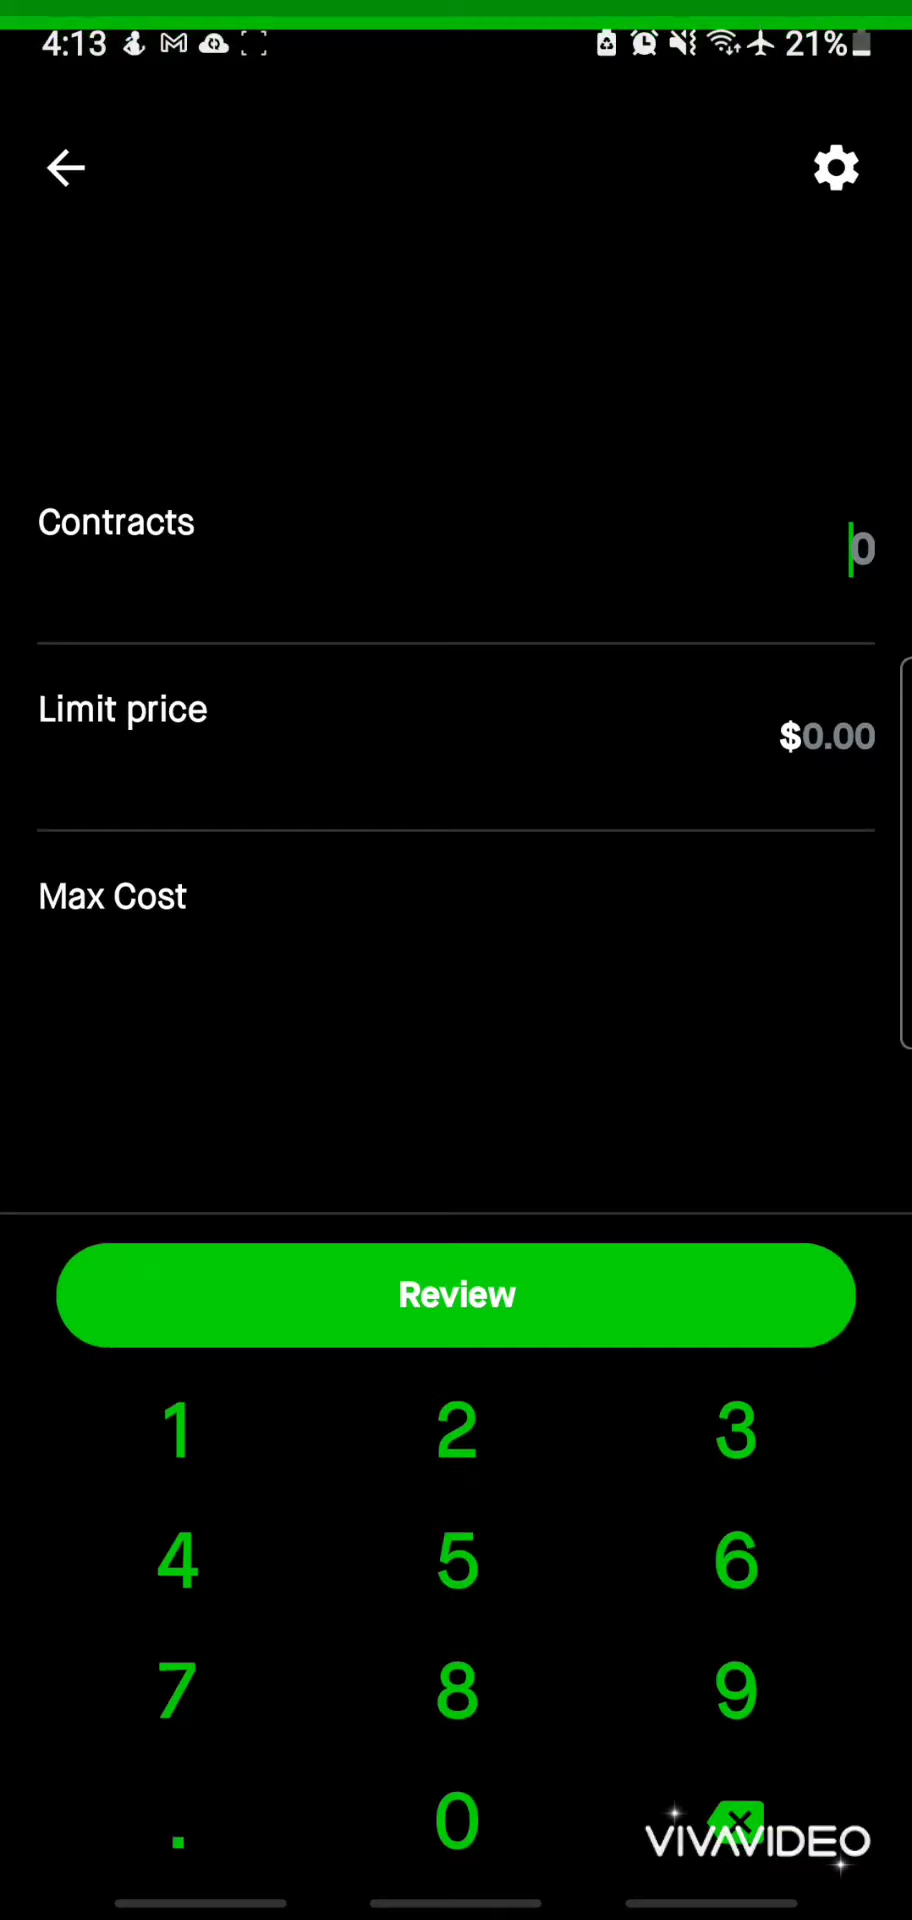 4:13 21%
Contracts
0
Limit price
$0.00
Max Cost
Review
1 2 3
4 5 6
7 8 9
. 0
VIVAVIDEO